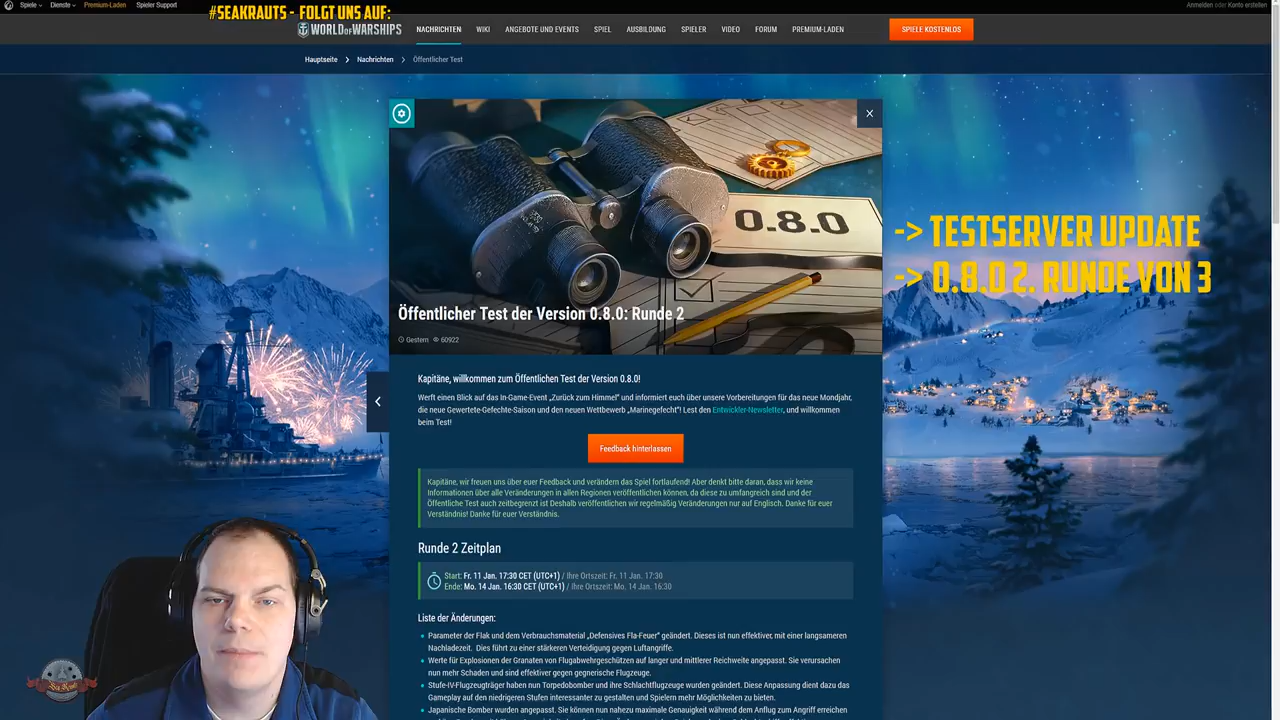 Spiele
Dienste
Premium-Laden
Spieler Support
Anmelden oder Konto erstellen
#SEAKRAUTS - FOLGT UNS AUF:
WORLD OF WARSHIPS
NACHRICHTEN
WIKI
ANGEBOTE UND EVENTS
SPIEL
AUSBILDUNG
SPIELER
VIDEO
FORUM
PREMIUM-LADEN
SPIELE KOSTENLOS
Hauptseite
Nachrichten
Öffentlicher Test
0.8.0
-> TESTSERVER UPDATE
-> 0.8.0 2. RUNDE VON 3
Öffentlicher Test der Version 0.8.0: Runde 2
Gestern 60922
Kapitäne, willkommen zum Öffentlichen Test der Version 0.8.0!
Werft einen Blick auf das In-Game-Event „Zurück zum Himmel" und informiert euch über unsere Vorbereitungen für das neue Mondjahr,
die neue Gewertete-Gefechte-Saison und den neuen Wettbewerb „Marinegefecht"! Lest den Entwickler-Newsletter, und willkommen
beim Test!
Feedback hinterlassen
Kapitäne, wir freuen uns über euer Feedback und verändern das Spiel fortlaufend! Aber denkt bitte daran, dass wir keine
Informationen über alle Veränderungen in allen Regionen veröffentlichen können, da diese zu umfangreich sind und der
Öffentliche Test auch zeitbegrenzt ist Deshalb veröffentlichen wir regelmäßig Veränderungen nur auf Englisch. Danke für euer
Verständnis! Danke für euer Verständnis.
Runde 2 Zeitplan
Start: Fr. 11 Jan. 17:30 CET (UTC+1) / Ihre Ortszeit: Fr. 11 Jan. 17:30
Ende: Mo. 14 Jan. 16:30 CET (UTC+1) / Ihre Ortszeit: Mo. 14 Jan. 16:30
Liste der Änderungen:
Parameter der Flak und dem Verbrauchsmaterial „Defensives Fla-Feuer" geändert. Dieses ist nun effektiver, mit einer langsameren
Nachladezeit. Dies führt zu einer stärkeren Verteidigung gegen Luftangriffe.
Werte für Explosionen der Granaten von Flugabwehrgeschützen auf langer und mittlerer Reichweite angepasst. Sie verursachen
nun mehr Schaden und sind effektiver gegen gegnerische Flugzeuge.
Stufe-IV-Flugzeugträger haben nun Torpedobomber und ihre Schlachtflugzeuge wurden geändert. Diese Anpassung dient dazu das
Gameplay auf den niedrigeren Stufen interessanter zu gestalten und Spielern mehr Möglichkeiten zu bieten.
Japanische Bomber wurden angepasst. Sie können nun nahezu maximale Genauigkeit während dem Anflug zum Angriff erreichen